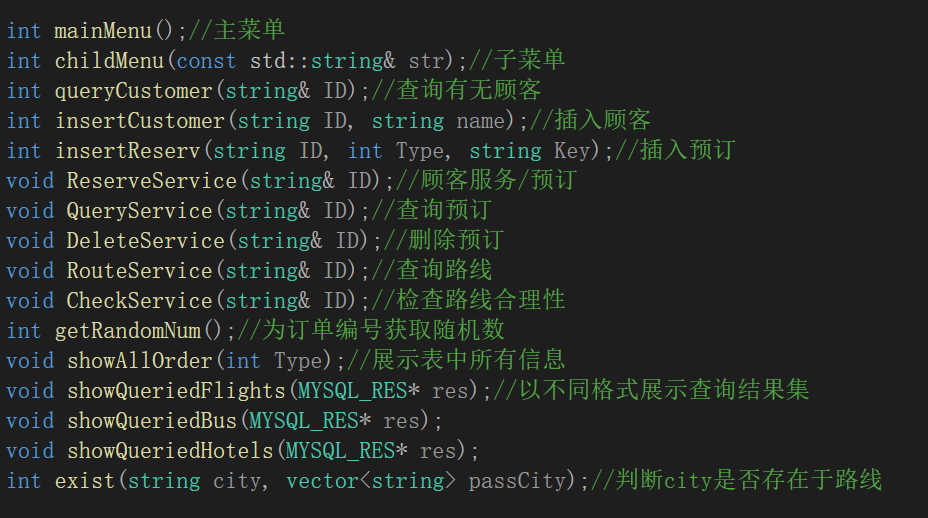 int mainMenu();//主菜单
int childMenu(const std::string& str);//子菜单
int queryCustomer(string& ID);//查询有无顾客
int insertCustomer(string ID, string name);//插入顾客
int insertReserv(string ID, int Type, string Key);//插入预订
void ReserveService(string& ID);//顾客服务/预订
void QueryService(string& ID);//查询预订
void DeleteService(string& ID);//删除预订
void RouteService(string& ID);//查询路线
void CheckService(string& ID);//检查路线合理性
int getRandomNum();//为订单编号获取随机数
void showAllOrder(int Type);//展示表中所有信息
void showQueriedFlights(MYSQL_RES* res);//以不同格式展示查询结果集
void showQueriedBus(MYSQL_RES* res);
void showQueriedHotels(MYSQL_RES* res);
int exist(string city, vector<string> passCity);//判断city是否存在于路线